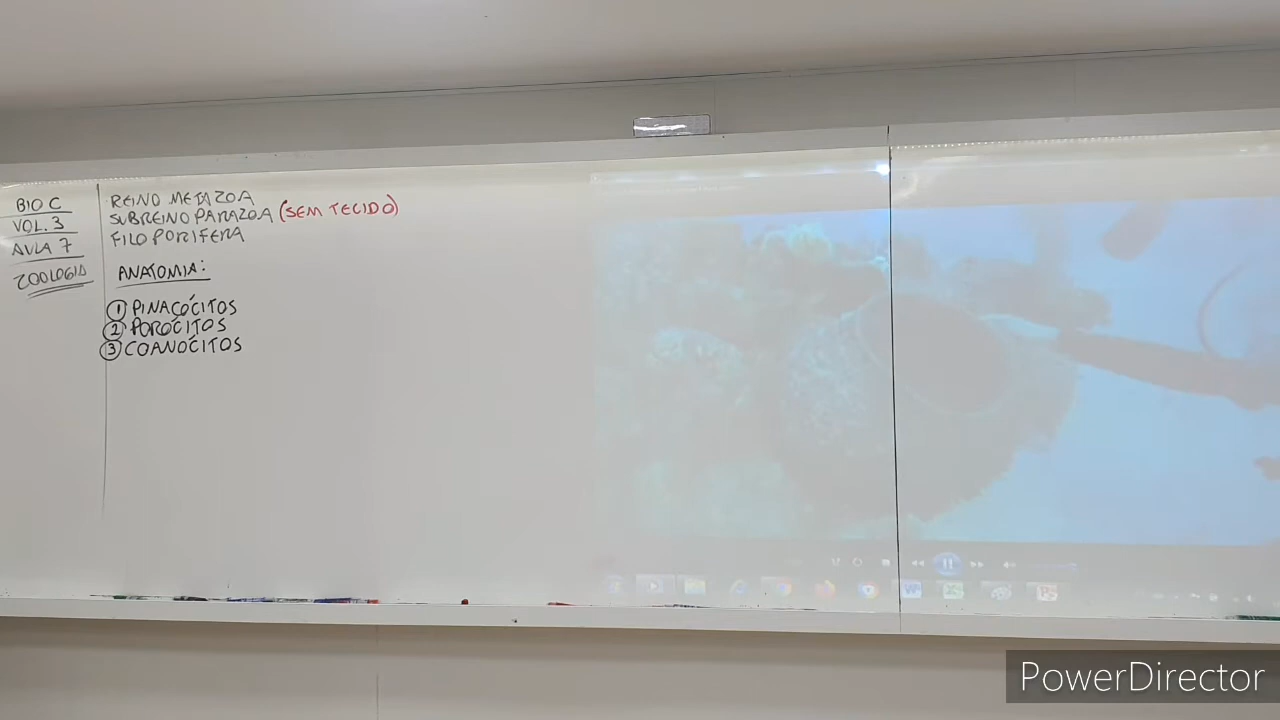 BIO C
VOL. 3
AULA 7
ZOOLOGIA
REINO METAZOA
SUBREINO PARAZOA (SEM TECIDO)
FILO PORIFERA
ANATOMIA:
① PINACÓCITOS
② PORÓCITOS
③ COANÓCITOS
PowerDirector